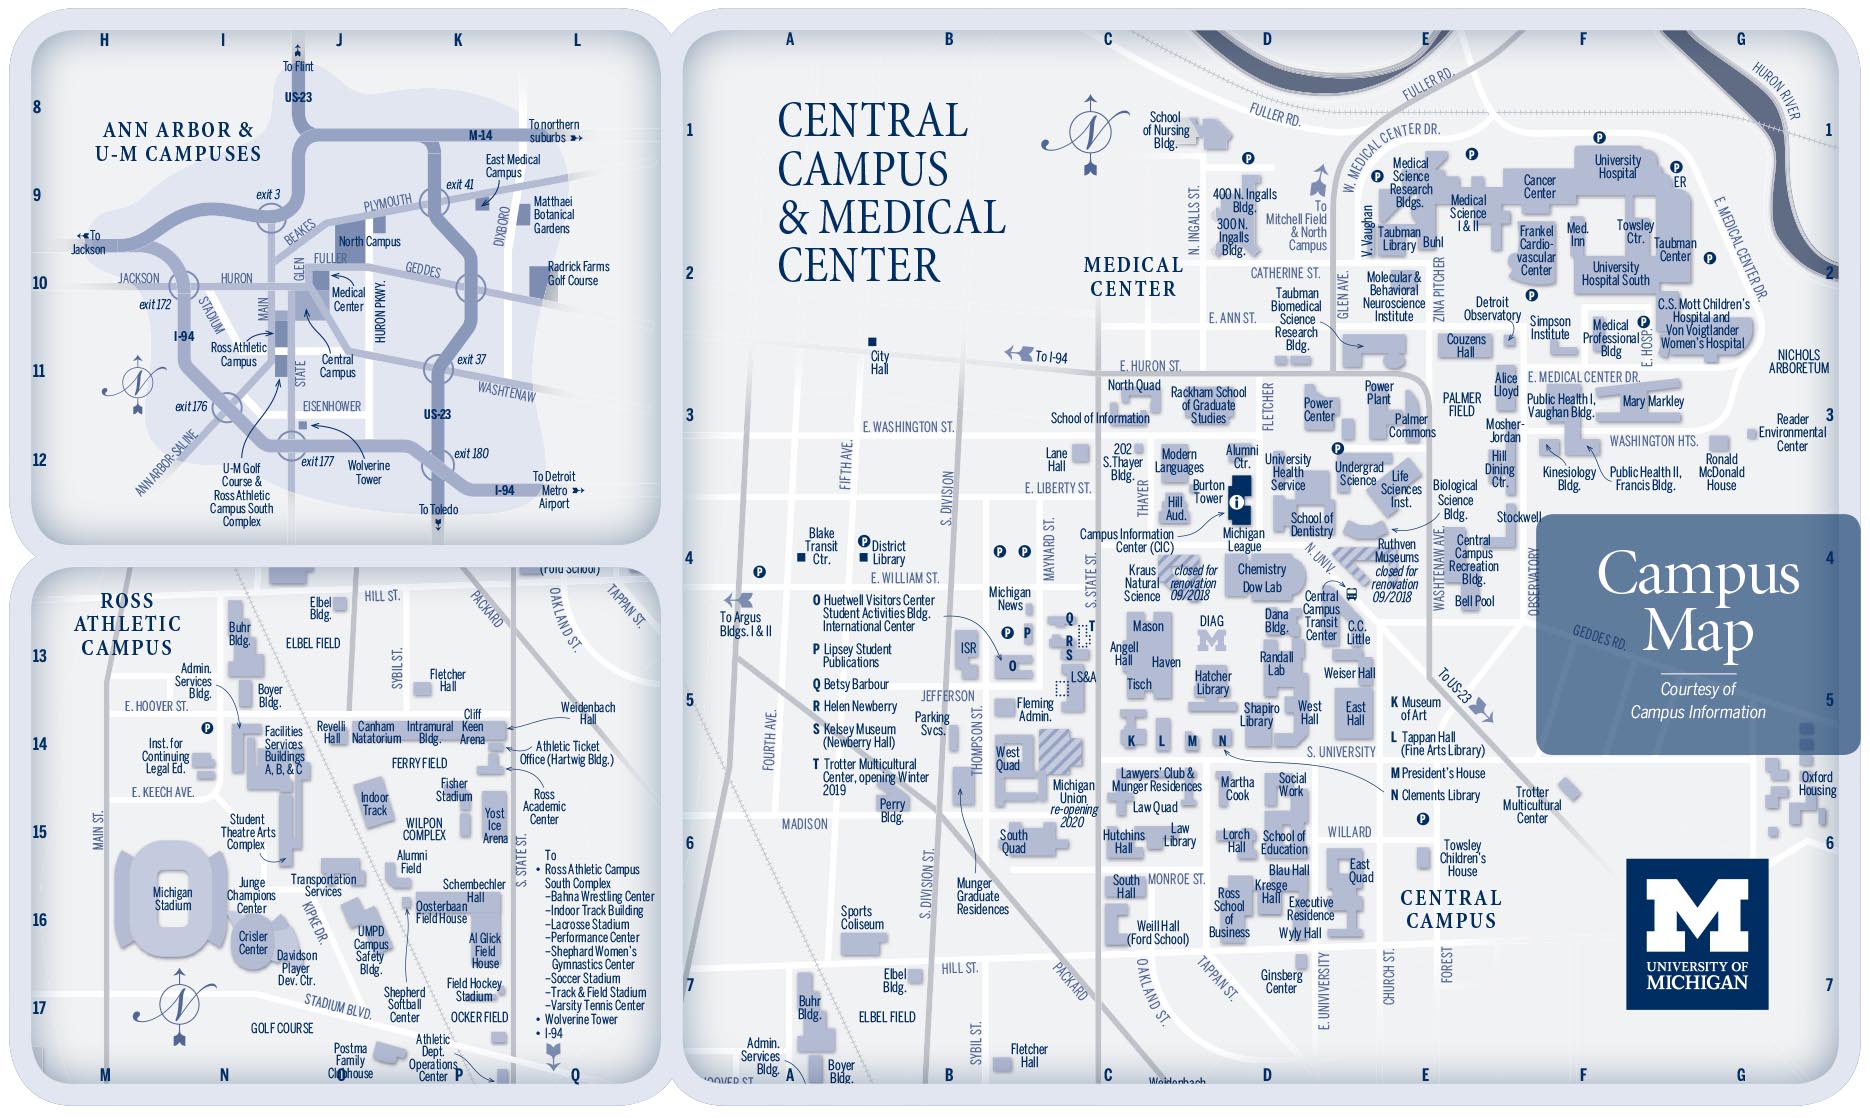 H I J K L
8
9
10
11
12
ANN ARBOR &
U-M CAMPUSES
To Flint
US-23
M-14
To northern
suburbs
East Medical
Campus
exit 41
exit 3
PLYMOUTH
BEAKES
DIXBORO
Matthaei
Botanical
Gardens
To
Jackson
North Campus
FULLER
GLEN
GEDDES
Radrick Farms
Golf Course
JACKSON
HURON
Medical
Center
HURON PKWY.
exit 172
STADIUM
MAIN
I-94
Ross Athletic
Campus
Central
Campus
STATE
exit 37
WASHTENAW
exit 176
EISENHOWER
US-23
ANN ARBOR-SALINE
exit 177
exit 180
U-M Golf
Course &
Ross Athletic
Campus South
Complex
Wolverine
Tower
I-94
To Detroit
Metro
Airport
To Toledo
ROSS
ATHLETIC
CAMPUS
13
14
15
16
17
M N O P Q
(Ford School)
Elbel
Bldg.
HILL ST.
PACKARD
OAKLAND ST.
TAPPAN ST.
Buhr
Bldg.
ELBEL FIELD
SYBIL ST.
Admin.
Services
Bldg.
Boyer
Bldg.
Fletcher
Hall
E. HOOVER ST.
P
Facilities
Services
Buildings
A, B, & C
Revelli
Hall
Canham
Natatorium
Intramural
Bldg.
Cliff
Keen
Arena
Weidenbach
Hall
Inst. for
Continuing
Legal Ed.
FERRY FIELD
Athletic Ticket
Office (Hartwig Bldg.)
E. KEECH AVE.
Indoor
Track
Fisher
Stadium
Ross
Academic
Center
MAIN ST.
Student
Theatre Arts
Complex
WILPON
COMPLEX
Yost
Ice
Arena
S. STATE ST.
Alumni
Field
Michigan
Stadium
Junge
Champions
Center
Transportation
Services
Schembechler
Hall
Oosterbaan
Field House
Crisler
Center
KIPKE DR.
UMPD
Campus
Safety
Bldg.
Al Glick
Field
House
Davidson
Player
Dev. Ctr.
Shepherd
Softball
Center
Field Hockey
Stadium
STADIUM BLVD.
GOLF COURSE
OCKER FIELD
Postma
Family
Clubhouse
Athletic
Dept.
Operations
Center
To
• Ross Athletic Campus
South Complex
–Bahna Wrestling Center
–Indoor Track Building
–Lacrosse Stadium
–Performance Center
–Shephard Women's
Gymnastics Center
–Soccer Stadium
–Track & Field Stadium
–Varsity Tennis Center
• Wolverine Tower
• I-94
A B C D E F G
1
2
3
4
5
6
7
CENTRAL
CAMPUS
& MEDICAL
CENTER
School
of Nursing
Bldg.
FULLER RD.
FULLER RD.
HURON RIVER
W. MEDICAL CENTER DR.
E. MEDICAL CENTER DR.
N. INGALLS ST.
400 N. Ingalls
Bldg.
300 N.
Ingalls
Bldg.
To
Mitchell Field
& North
Campus
Medical
Science
Research
Bldgs.
V. Vaughan
Taubman
Library
Buhl
Medical
Science
I & II
Cancer
Center
University
Hospital
ER
Frankel
Cardio-
vascular
Center
Med.
Inn
Towsley
Ctr.
Taubman
Center
University
Hospital South
MEDICAL
CENTER
CATHERINE ST.
Taubman
Biomedical
Science
Research
Bldg.
GLEN AVE.
Molecular &
Behavioral
Neuroscience
Institute
ZINA PITCHER
Detroit
Observatory
C.S. Mott Children's
Hospital and
Von Voigtlander
Women's Hospital
E. ANN ST.
Couzens
Hall
Simpson
Institute
Medical
Professional
Bldg
E. HOSP.
NICHOLS
ARBORETUM
City
Hall
To I-94
E. HURON ST.
North Quad
School of Information
Rackham School
of Graduate
Studies
FLETCHER
Power
Center
Power
Plant
Palmer
Commons
PALMER
FIELD
Alice
Lloyd
E. MEDICAL CENTER DR.
Public Health I,
Vaughan Bldg.
Mary Markley
Reader
Environmental
Center
E. WASHINGTON ST.
FIFTH AVE.
S. DIVISION
Lane
Hall
202
S.Thayer
Bldg.
Modern
Languages
Alumni
Ctr.
University
Health
Service
Undergrad
Science
Life
Sciences
Inst.
Mosher-
Jordan
Hill
Dining
Ctr.
WASHINGTON HTS.
Kinesiology
Bldg.
Public Health II,
Francis Bldg.
Ronald
McDonald
House
E. LIBERTY ST.
THAYER
Burton
Tower
Hill
Aud.
School of
Dentistry
Biological
Science
Bldg.
Stockwell
Campus Information
Center (CIC)
Michigan
League
N. UNIV.
Ruthven
Museums
closed for
renovation
09/2018
WASHTENAW AVE.
Central
Campus
Recreation
Bldg.
Bell Pool
OBSERVATORY
Blake
Transit
Ctr.
District
Library
MAYNARD ST.
S. STATE ST.
E. WILLIAM ST.
Kraus
Natural
Science
closed for
renovation
09/2018
Chemistry
Dow Lab
Central
Campus
Transit
Center
To Argus
Bldgs. I & II
Michigan
News
O Huetwell Visitors Center
Student Activities Bldg.
International Center
P Lipsey Student
Publications
Q Betsy Barbour
R Helen Newberry
S Kelsey Museum
(Newberry Hall)
T Trotter Multicultural
Center, opening Winter
2019
ISR
P
O
Q
R
S
T
LS&A
Mason
Angell
Hall
Haven
Tisch
DIAG
M
Hatcher
Library
Dana
Bldg.
Randall
Lab
C.C.
Little
Weiser Hall
JEFFERSON
Parking
Svcs.
THOMPSON ST.
Fleming
Admin.
FOURTH AVE.
K L M N
Shapiro
Library
West
Hall
East
Hall
K Museum
of Art
L Tappan Hall
(Fine Arts Library)
M President's House
N Clements Library
To US-23
GEDDES RD.
S. UNIVERSITY
West
Quad
Michigan
Union
re-opening
2020
Lawyers' Club &
Munger Residences
Law Quad
Martha
Cook
Social
Work
Trotter
Multicultural
Center
Oxford
Housing
Perry
Bldg.
MADISON
South
Quad
Hutchins
Hall
Law
Library
Lorch
Hall
School of
Education
WILLARD
Towsley
Children's
House
Munger
Graduate
Residences
S. DIVISION ST.
South
Hall
MONROE ST.
Blau Hall
Kresge
Hall
East
Quad
Ross
School
of
Business
Executive
Residence
Wyly Hall
CENTRAL
CAMPUS
Sports
Coliseum
Weill Hall
(Ford School)
Elbel
Bldg.
HILL ST.
PACKARD
OAKLAND ST.
TAPPAN ST.
Ginsberg
Center
E. UNIVERSITY
CHURCH ST.
FOREST
Buhr
Bldg.
ELBEL FIELD
SYBIL ST.
Fletcher
Hall
Admin.
Services
Bldg.
Boyer
Bldg.
HOOVER ST.
Weidenbach
Campus
Map
Courtesy of
Campus Information
M
UNIVERSITY OF
MICHIGAN